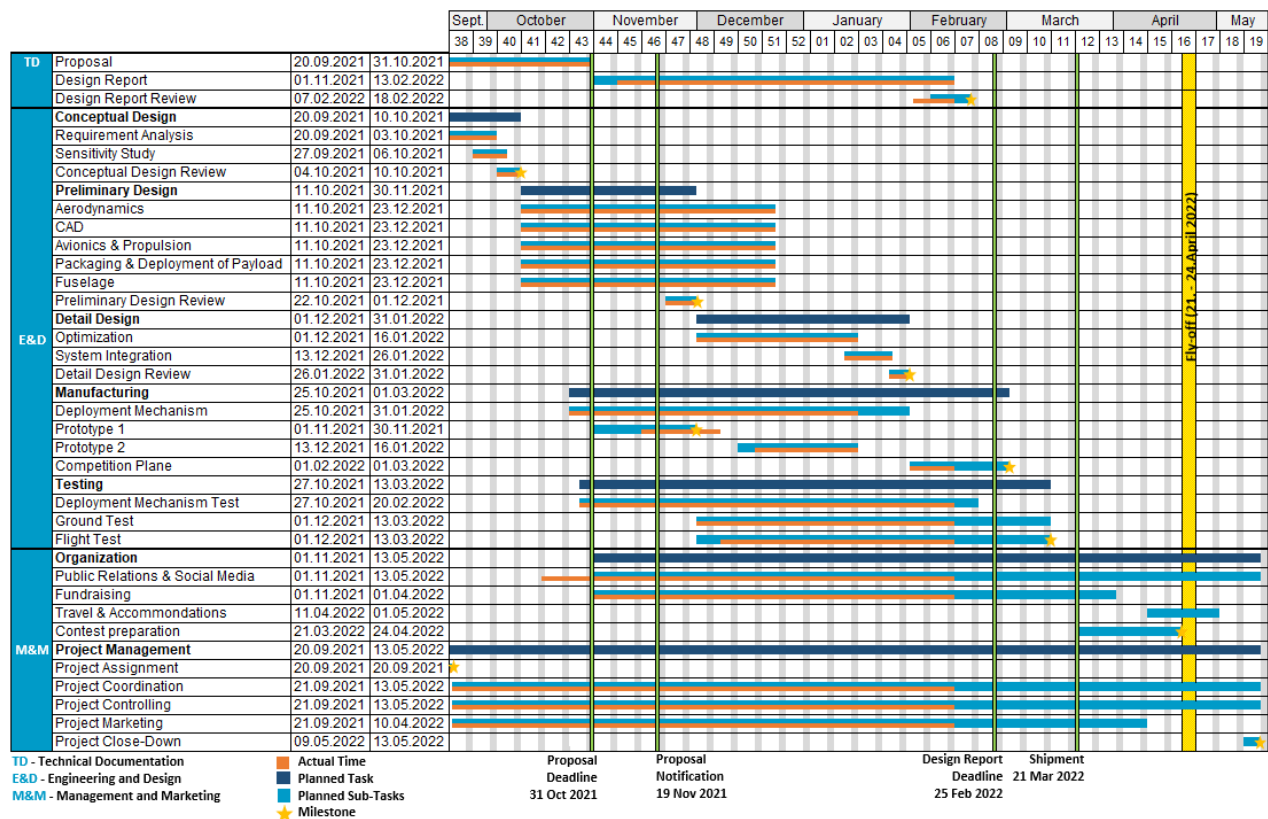 Sept. October November December January February March April May
38 39 40 41 42 43 44 45 46 47 48 49 50 51 52 01 02 03 04 05 06 07 08 09 10 11 12 13 14 15 16 17 18 19
TD Proposal 20.09.2021 31.10.2021
Design Report 01.11.2021 13.02.2022
Design Report Review 07.02.2022 18.02.2022
Conceptual Design 20.09.2021 10.10.2021
Requirement Analysis 20.09.2021 03.10.2021
Sensitivity Study 27.09.2021 06.10.2021
Conceptual Design Review 04.10.2021 10.10.2021
Preliminary Design 11.10.2021 30.11.2021
Aerodynamics 11.10.2021 23.12.2021
CAD 11.10.2021 23.12.2021
Avionics & Propulsion 11.10.2021 23.12.2021
Packaging & Deployment of Payload 11.10.2021 23.12.2021
Fuselage 11.10.2021 23.12.2021
Preliminary Design Review 22.10.2021 01.12.2021
Detail Design 01.12.2021 31.01.2022
E&D Optimization 01.12.2021 16.01.2022
System Integration 13.12.2021 26.01.2022
Detail Design Review 26.01.2022 31.01.2022
Manufacturing 25.10.2021 01.03.2022
Deployment Mechanism 25.10.2021 31.01.2022
Prototype 1 01.11.2021 30.11.2021
Prototype 2 13.12.2021 16.01.2022
Competition Plane 01.02.2022 01.03.2022
Testing 27.10.2021 13.03.2022
Deployment Mechanism Test 27.10.2021 20.02.2022
Ground Test 01.12.2021 13.03.2022
Flight Test 01.12.2021 13.03.2022
Organization 01.11.2021 13.05.2022
Public Relations & Social Media 01.11.2021 13.05.2022
Fundraising 01.11.2021 01.04.2022
Travel & Accommondations 11.04.2022 01.05.2022
Contest preparation 21.03.2022 24.04.2022
M&M Project Management 20.09.2021 13.05.2022
Project Assignment 20.09.2021 20.09.2021
Project Coordination 21.09.2021 13.05.2022
Project Controlling 21.09.2021 13.05.2022
Project Marketing 21.09.2021 10.04.2022
Project Close-Down 09.05.2022 13.05.2022
Fly-off (21. - 24.April 2022)
TD - Technical Documentation Actual Time Proposal Proposal Design Report Shipment
E&D - Engineering and Design Planned Task Deadline Notification Deadline 21 Mar 2022
M&M - Management and Marketing Planned Sub-Tasks 31 Oct 2021 19 Nov 2021 25 Feb 2022
Milestone